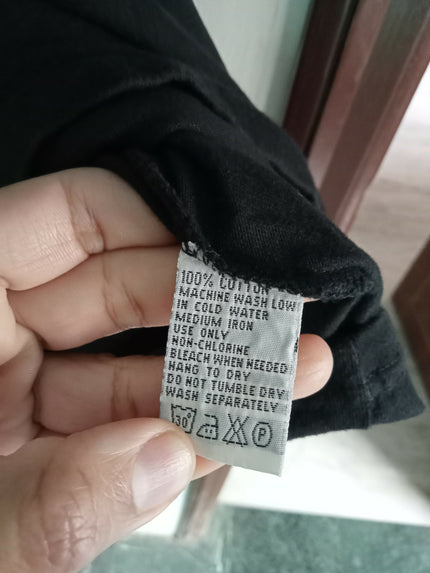 100% COTTON
MACHINE WASH LOW
IN COLD WATER
MEDIUM IRON
USE ONLY
NON-CHLORINE
BLEACH WHEN NEEDED
HANG TO DRY
DO NOT TUMBLE DRY
WASH SEPARATELY
30° P